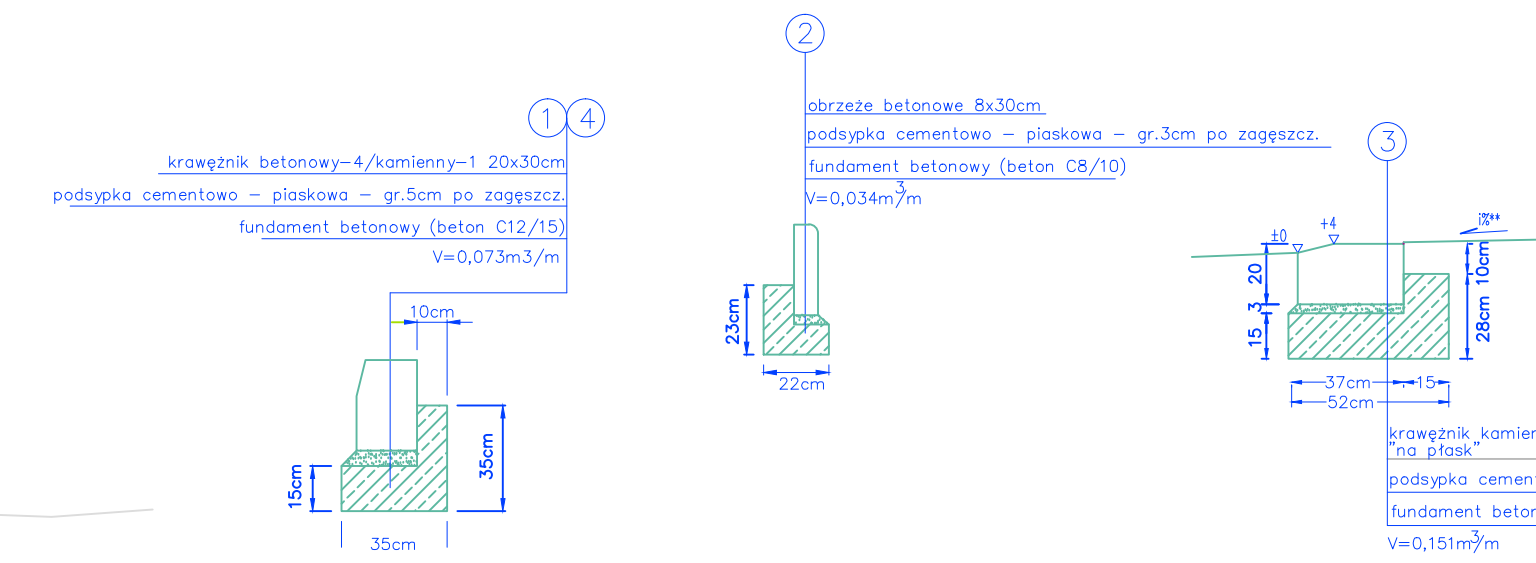 1 4
krawężnik betonowy-4/kamienny-1 20x30cm
podsypka cementowo - piaskowa - gr.5cm po zagęszcz.
fundament betonowy (beton C12/15)
V=0,073m3/m
10cm
35cm
15cm
35cm
2
obrzeże betonowe 8x30cm
podsypka cementowo - piaskowa - gr.3cm po zagęszcz.
fundament betonowy (beton C8/10)
V=0,034m3/m
23cm
22cm
3
±0
+4
i%**
20
3
15
10cm
28cm
37cm
15
52cm
krawężnik kamien
"na płask"
podsypka cement
fundament beton
V=0,151m3/m